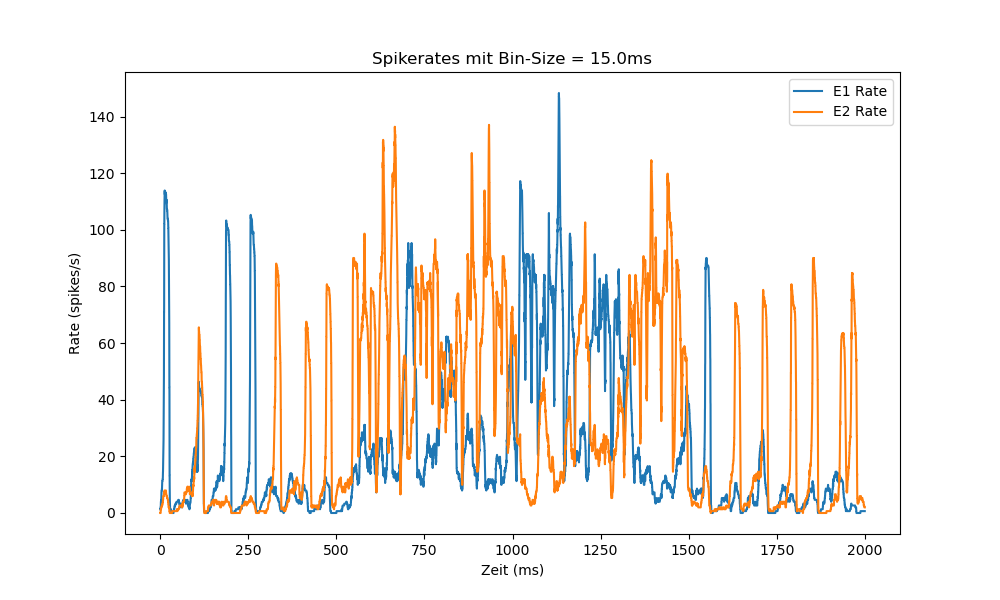 Spikerates mit Bin-Size = 15.0ms
E1 Rate
E2 Rate
Rate (spikes/s)
140
120
100
80
60
40
20
0
0 250 500 750 1000 1250 1500 1750 2000
Zeit (ms)